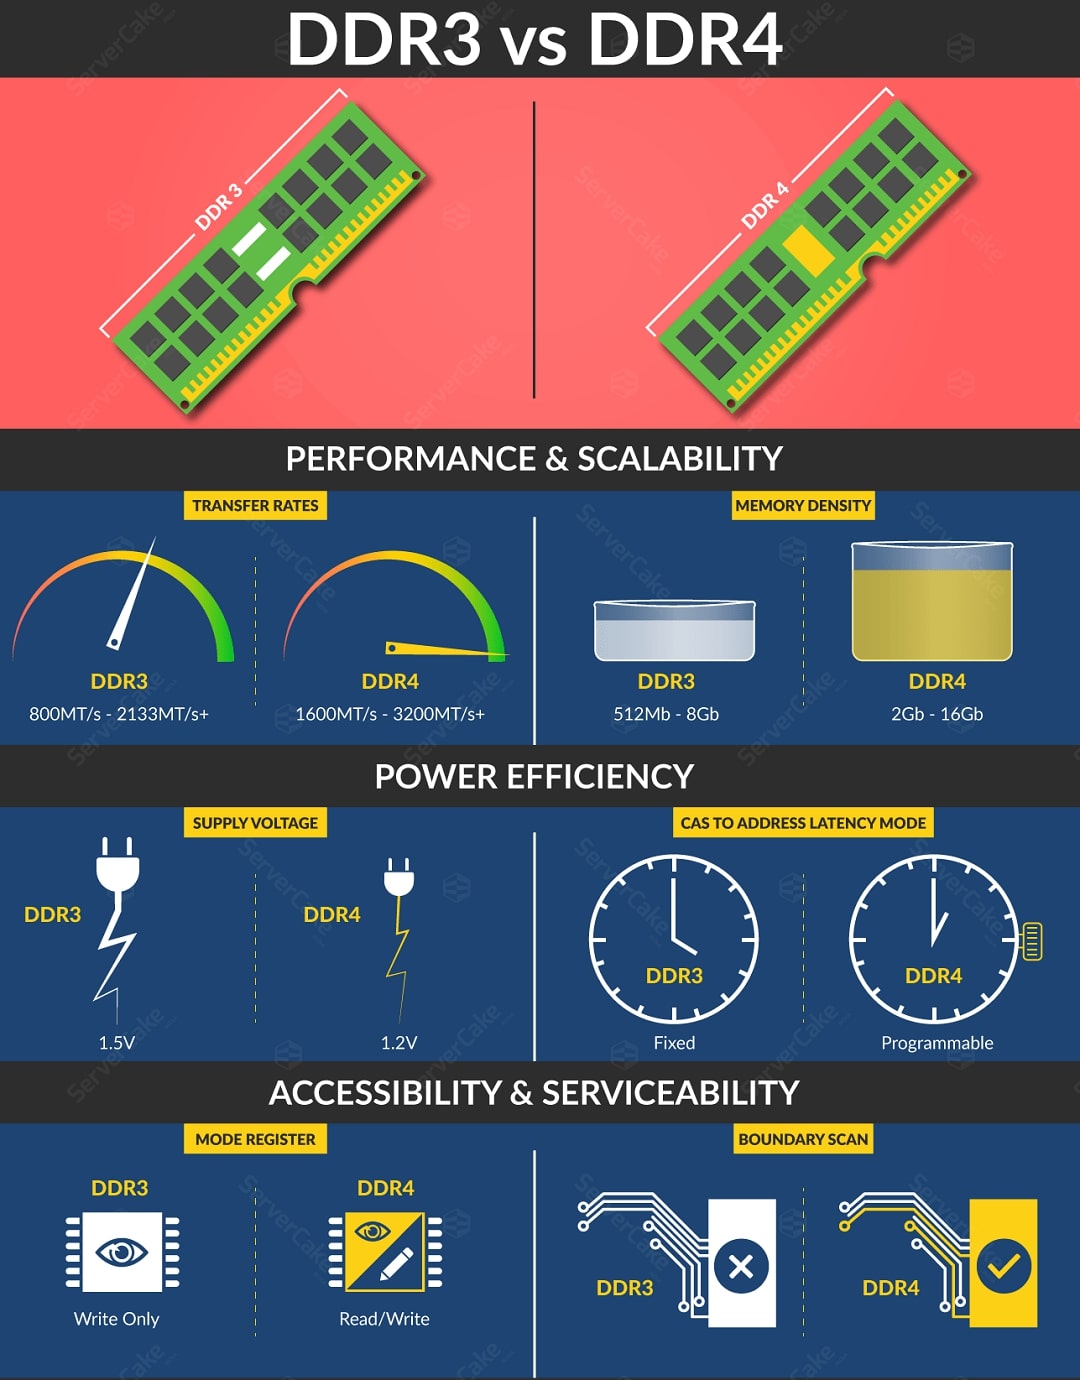 DDR3 vs DDR4
DDR 3
DDR 4
PERFORMANCE & SCALABILITY
TRANSFER RATES
MEMORY DENSITY
DDR3
DDR4
DDR3
DDR4
800MT/s - 2133MT/s+
1600MT/s - 3200MT/s+
512Mb - 8Gb
2Gb - 16Gb
POWER EFFICIENCY
SUPPLY VOLTAGE
CAS TO ADDRESS LATENCY MODE
DDR3
DDR4
DDR3
DDR4
1.5V
1.2V
Fixed
Programmable
ACCESSIBILITY & SERVICEABILITY
MODE REGISTER
BOUNDARY SCAN
DDR3
DDR4
DDR3
DDR4
Write Only
Read/Write
ServerCake